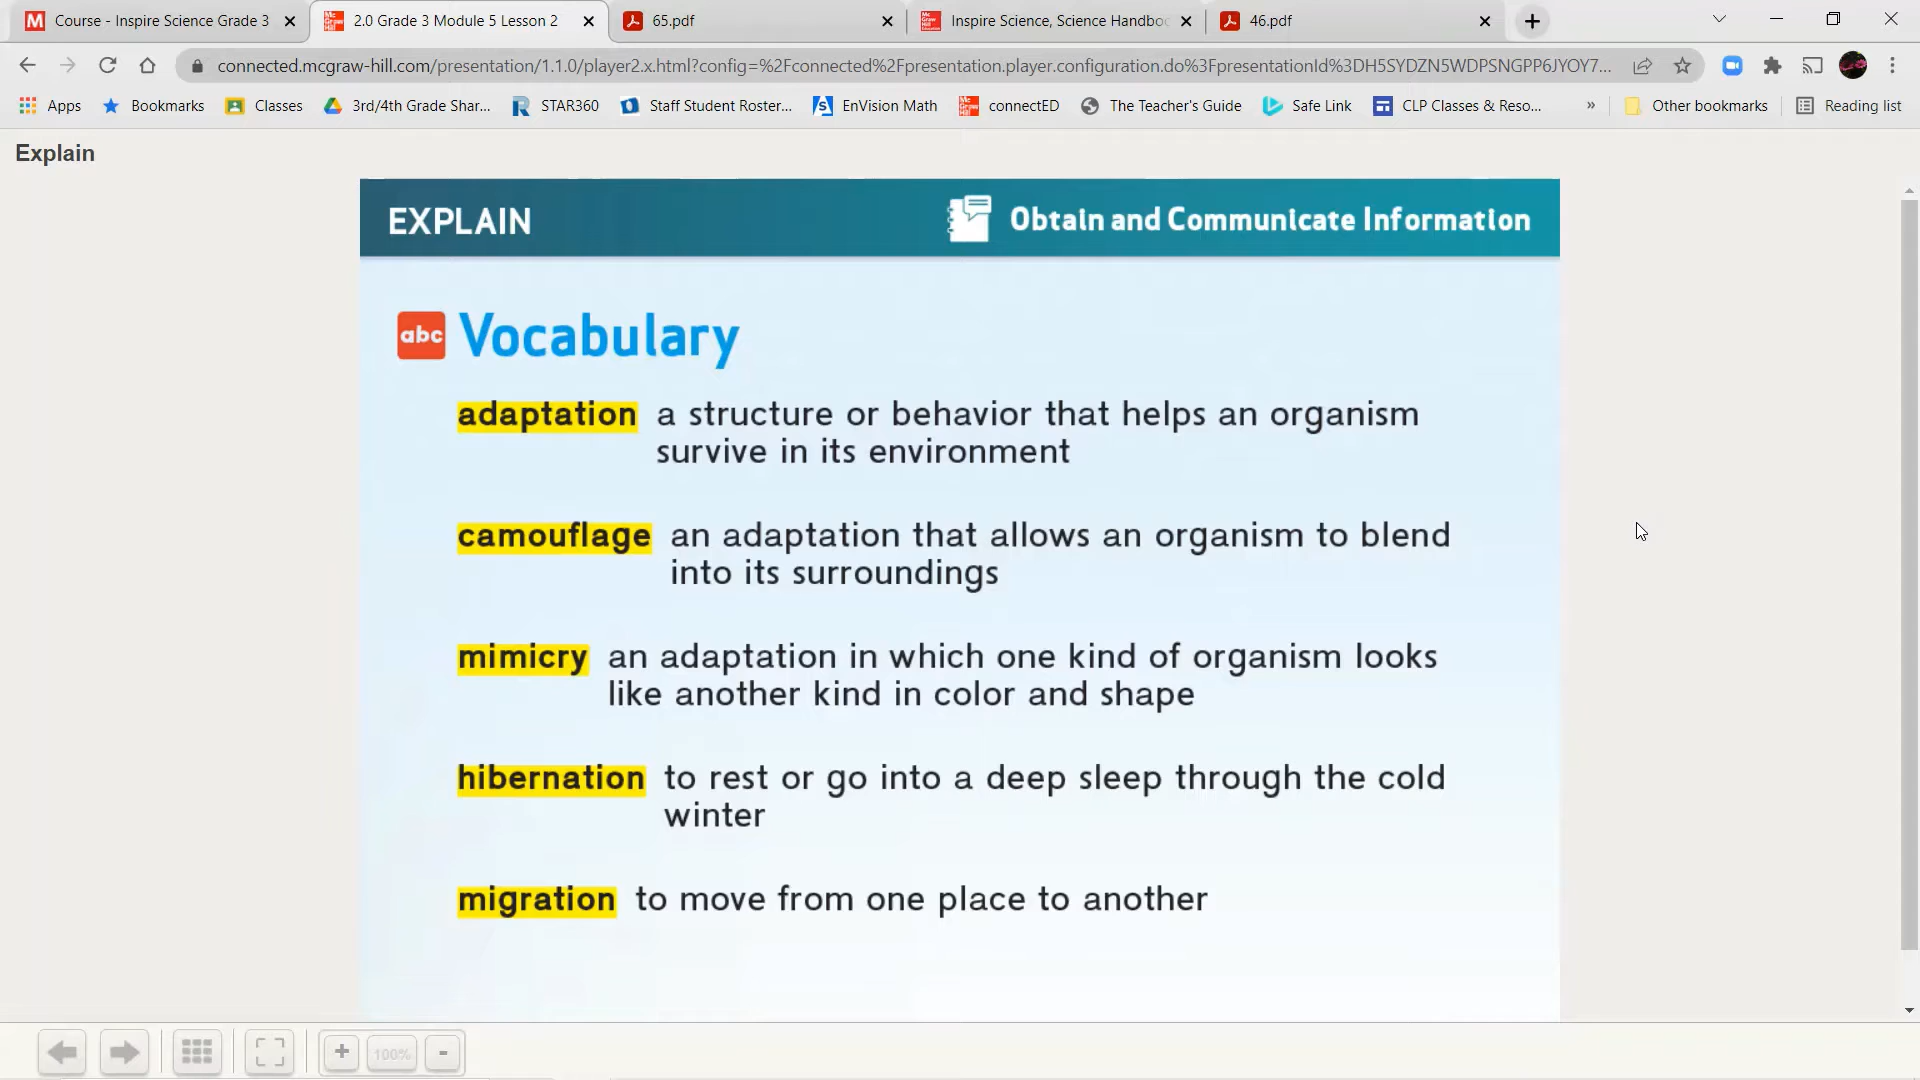 Course - Inspire Science Grade 3
2.0 Grade 3 Module 5 Lesson 2
65.pdf
Inspire Science, Science Handboo
46.pdf
connected.mcgraw-hill.com/presentation/1.1.0/player2.x.html?config=%2Fconnected%2Fpresentation.player.configuration.do%3FpresentationId%3DH5SYDZN5WDPSNGPP6JYOY7...
Apps
Bookmarks
Classes
3rd/4th Grade Shar...
STAR360
Staff Student Roster...
EnVision Math
connectED
The Teacher's Guide
Safe Link
CLP Classes & Reso...
»
Other bookmarks
Reading list
Explain
EXPLAIN
Obtain and Communicate Information
abc Vocabulary
adaptation a structure or behavior that helps an organism
survive in its environment
camouflage an adaptation that allows an organism to blend
into its surroundings
mimicry an adaptation in which one kind of organism looks
like another kind in color and shape
hibernation to rest or go into a deep sleep through the cold
winter
migration to move from one place to another
+ 100% -